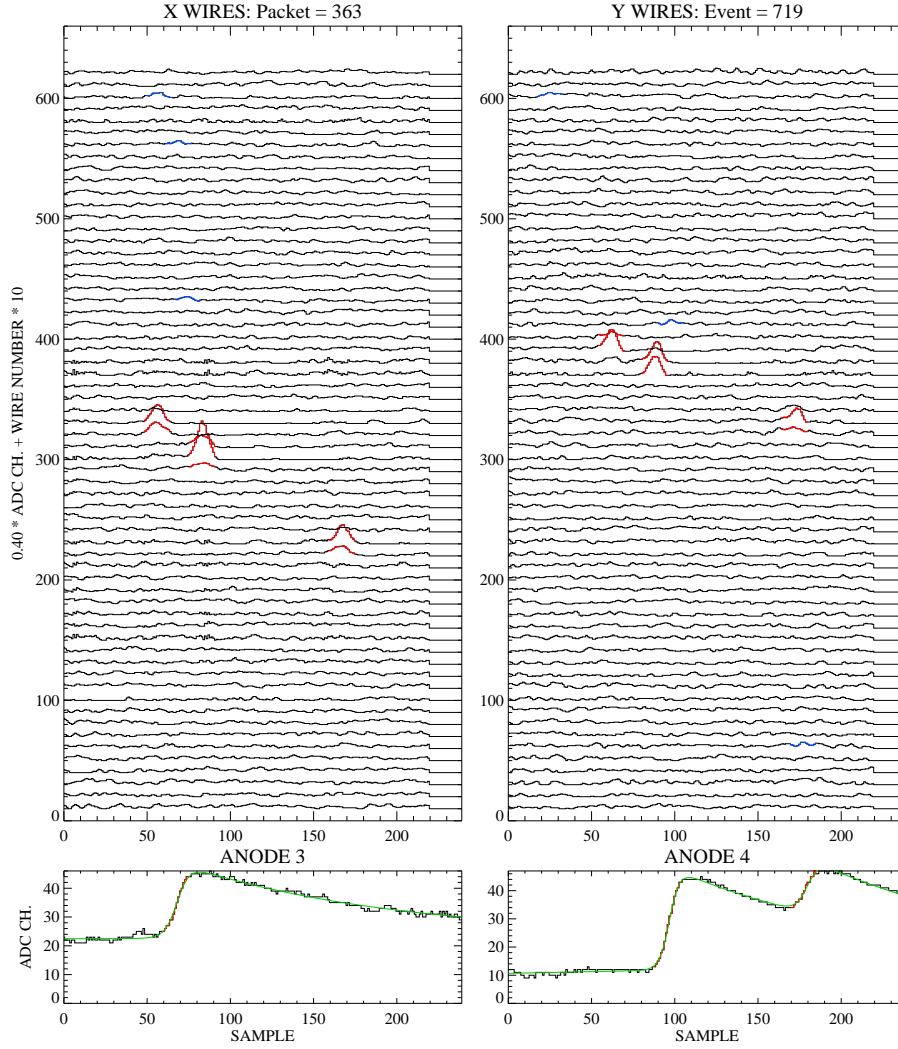 X WIRES: Packet = 363
Y WIRES: Event = 719
0.40 * ADC CH. + WIRE NUMBER * 10
600
500
400
300
200
100
0
0 50 100 150 200
600
500
400
300
200
100
0
0 50 100 150 200
ANODE 3
ANODE 4
ADC CH.
40
30
20
10
0
0 50 100 150 200
SAMPLE
40
30
20
10
0
0 50 100 150 200
SAMPLE